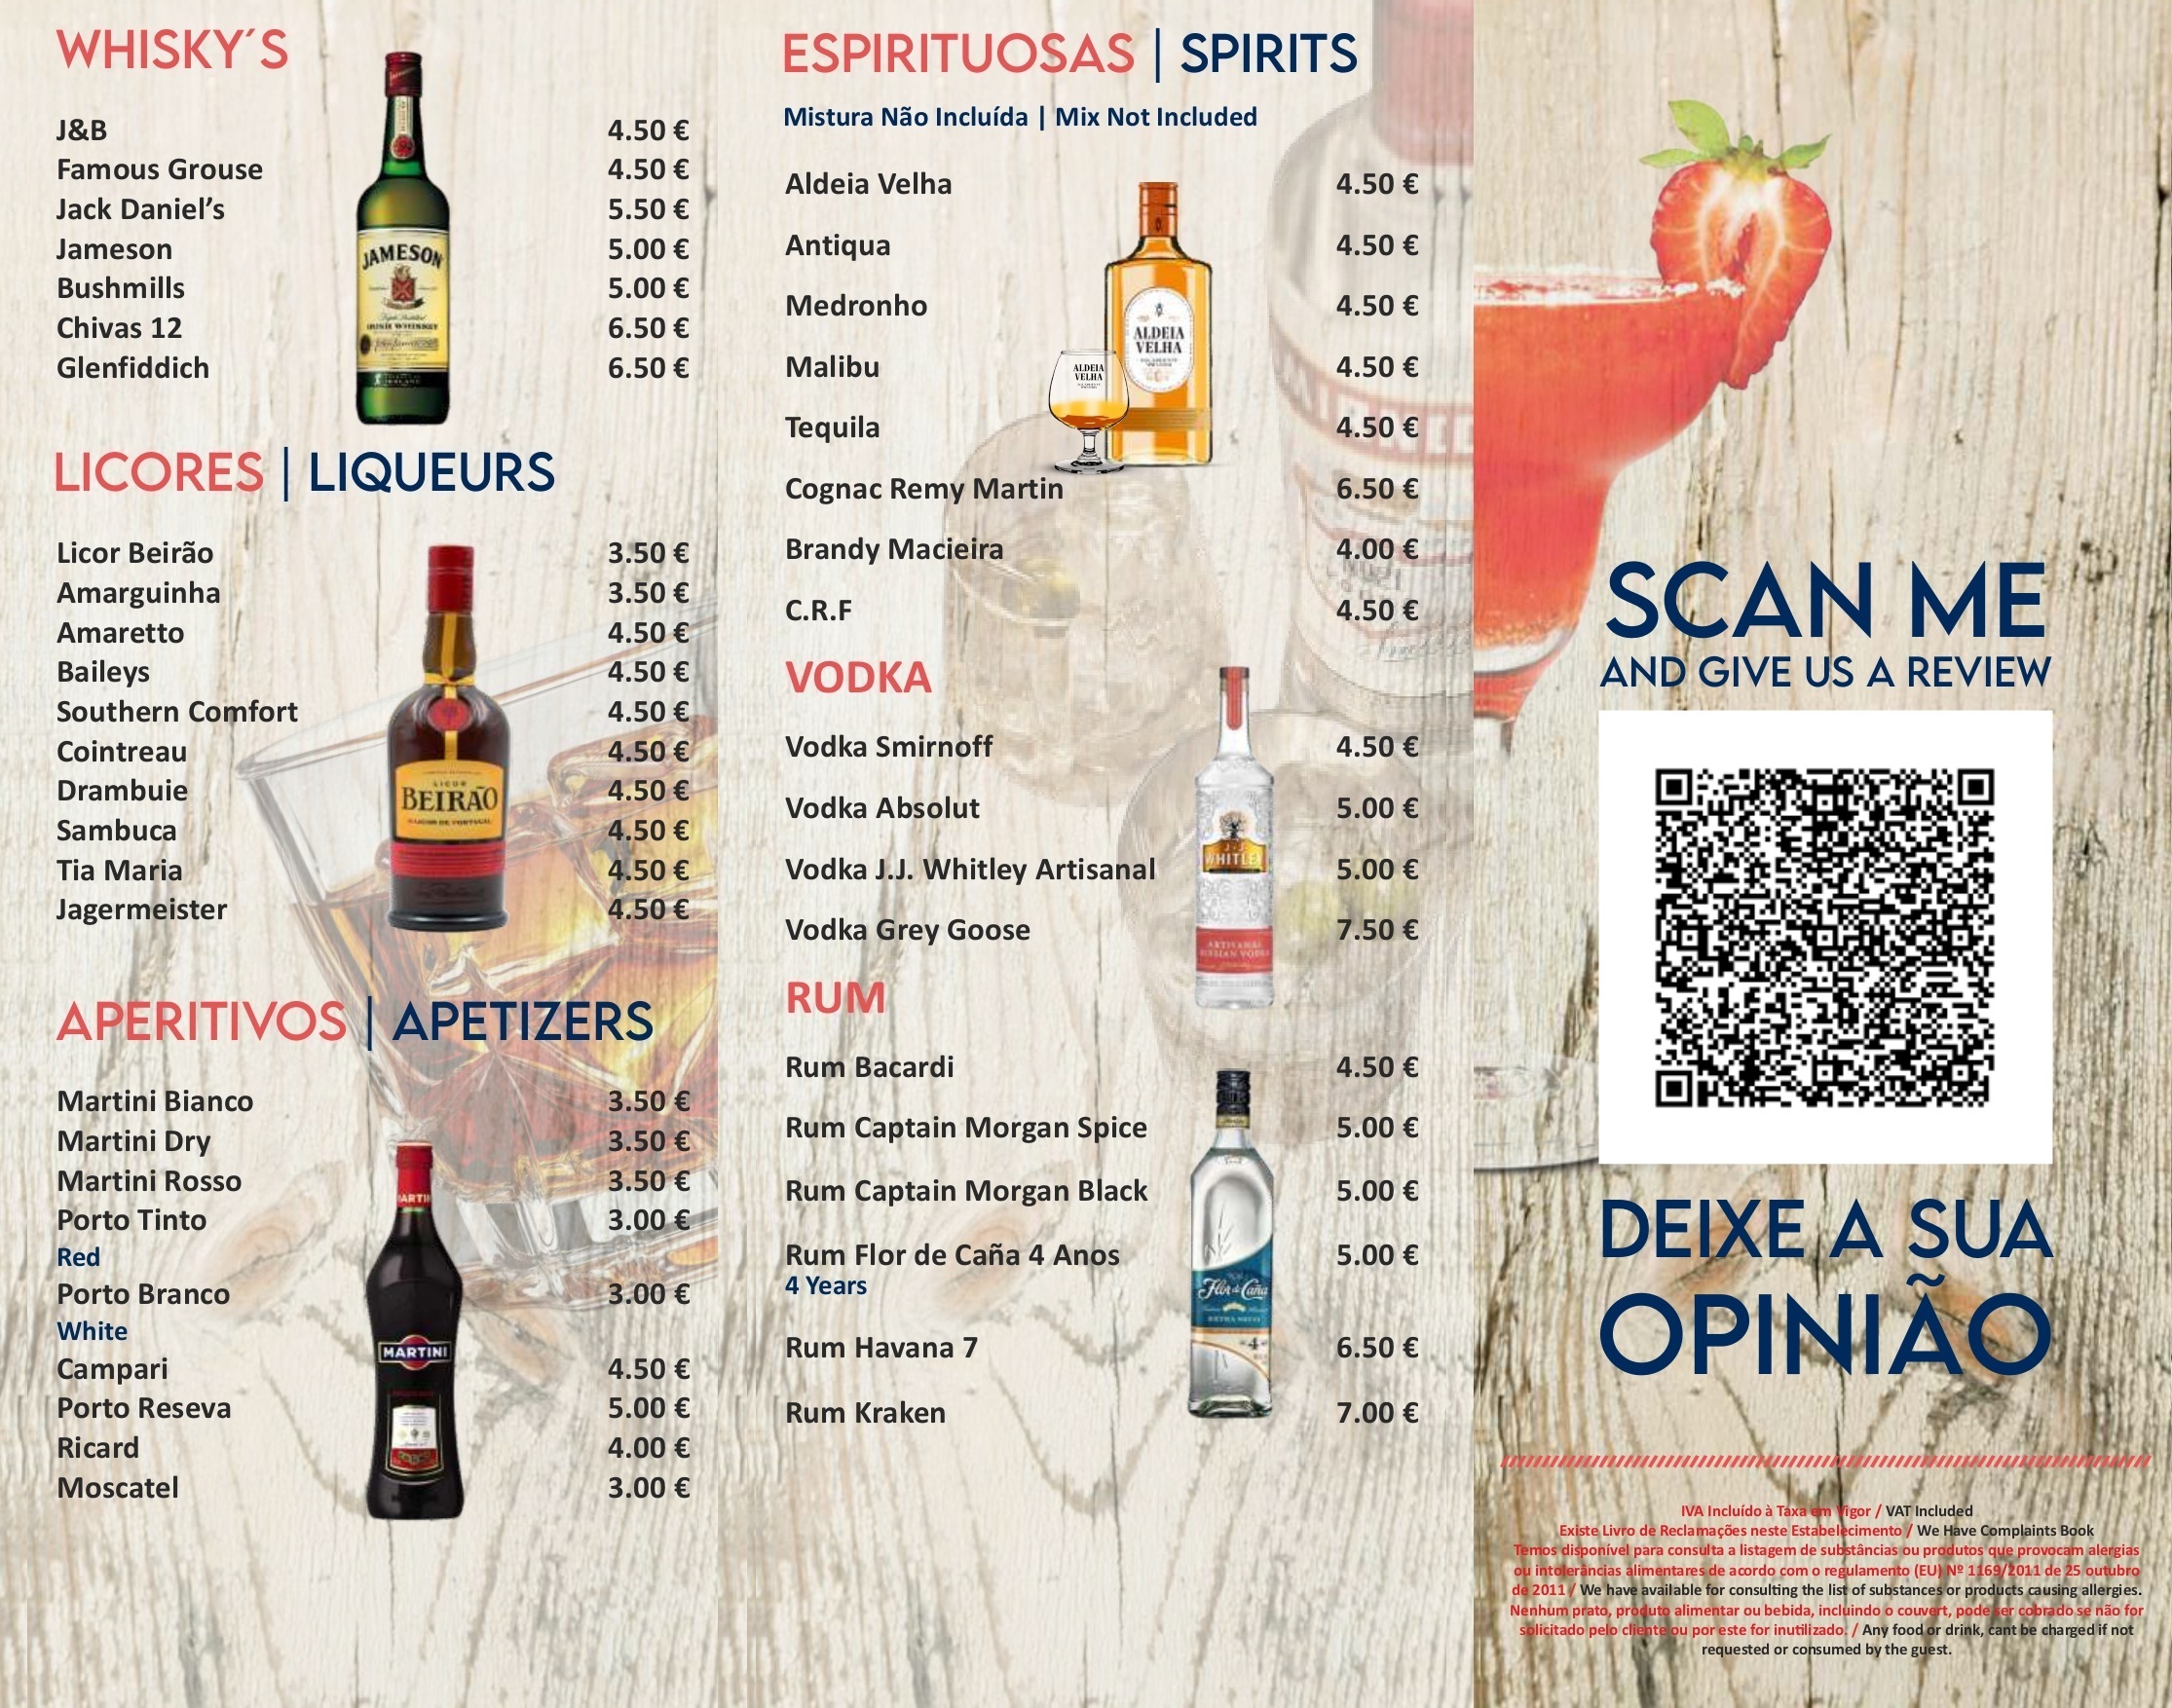 WHISKY´S
J&B 4.50 €
Famous Grouse 4.50 €
Jack Daniel’s 5.50 €
Jameson 5.00 €
Bushmills 5.00 €
Chivas 12 6.50 €
Glenfiddich 6.50 €
JAMESON
IRISH WHISKEY
LICORES | LIQUEURS
Licor Beirão 3.50 €
Amarguinha 3.50 €
Amaretto 4.50 €
Baileys 4.50 €
Southern Comfort 4.50 €
Cointreau 4.50 €
Drambuie 4.50 €
Sambuca 4.50 €
Tia Maria 4.50 €
Jagermeister 4.50 €
LICOR
BEIRÃO
APERITIVOS | APETIZERS
Martini Bianco 3.50 €
Martini Dry 3.50 €
Martini Rosso 3.50 €
Porto Tinto 3.00 €
Red
Porto Branco 3.00 €
White
Campari 4.50 €
Porto Reseva 5.00 €
Ricard 4.00 €
Moscatel 3.00 €
MARTINI
ESPIRITUOSAS | SPIRITS
Mistura Não Incluída | Mix Not Included
Aldeia Velha 4.50 €
Antiqua 4.50 €
Medronho 4.50 €
Malibu 4.50 €
Tequila 4.50 €
Cognac Remy Martin 6.50 €
Brandy Macieira 4.00 €
C.R.F 4.50 €
ALDEIA
VELHA
ALDEIA
VELHA
VODKA
Vodka Smirnoff 4.50 €
Vodka Absolut 5.00 €
Vodka J.J. Whitley Artisanal 5.00 €
Vodka Grey Goose 7.50 €
J.J.
WHITLEY
ARTISANAL
RUSSIAN VODKA
RUM
Rum Bacardi 4.50 €
Rum Captain Morgan Spice 5.00 €
Rum Captain Morgan Black 5.00 €
Rum Flor de Caña 4 Anos 5.00 €
4 Years
Rum Havana 7 6.50 €
Rum Kraken 7.00 €
Flor de Caña
EXTRA SECO
4
SCAN ME
AND GIVE US A REVIEW
DEIXE A SUA
OPINIÃO
IVA Incluído à Taxa em Vigor / VAT Included
Existe Livro de Reclamações neste Estabelecimento / We Have Complaints Book
Temos disponível para consulta a listagem de substâncias ou produtos que provocam alergias
ou intolerâncias alimentares de acordo com o regulamento (EU) Nº 1169/2011 de 25 outubro
de 2011 / We have available for consulting the list of substances or products causing allergies.
Nenhum prato, produto alimentar ou bebida, incluindo o couvert, pode ser cobrado se não for
solicitado pelo cliente ou por este for inutilizado. / Any food or drink, cant be charged if not
requested or consumed by the guest.